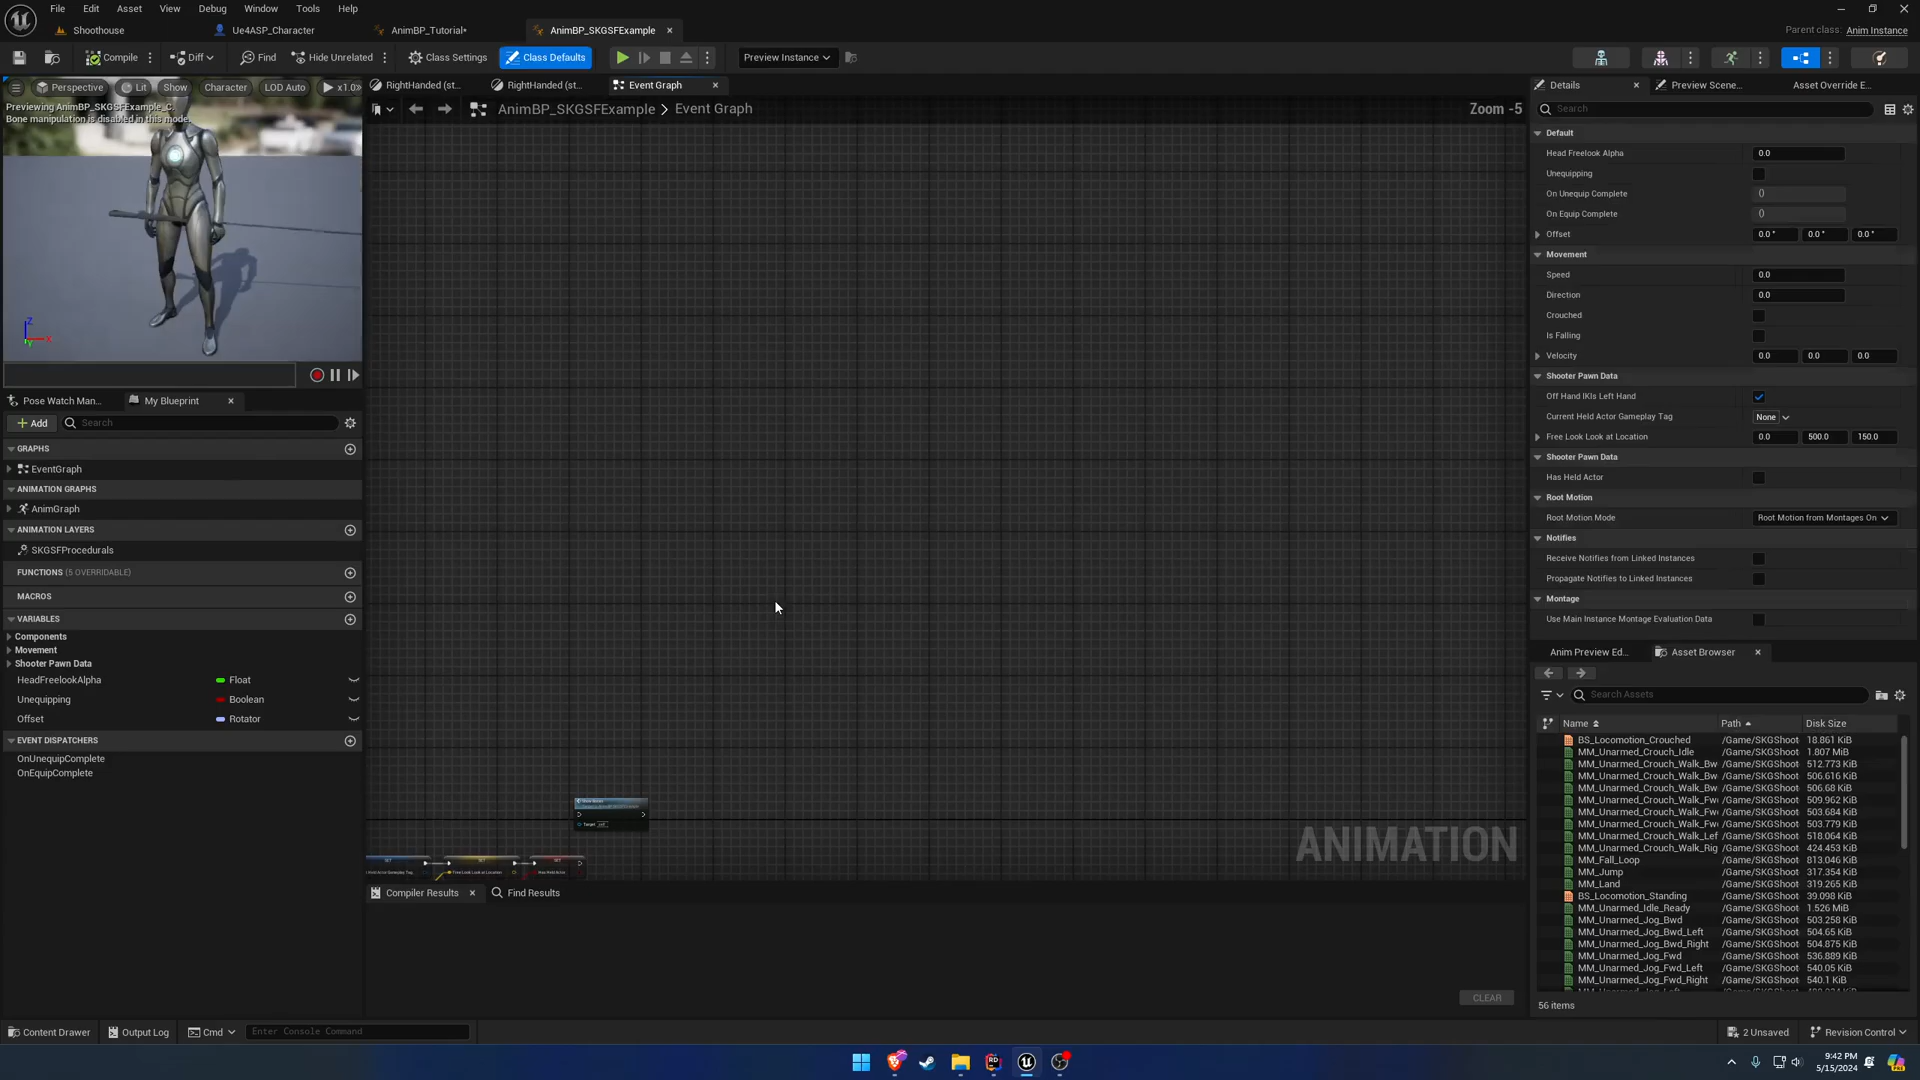 File Edit Asset View Debug Window Tools Help
Shoothouse Ue4ASP_Character AnimBP_Tutorial* AnimBP_SKGSFExample
Parent class: Anim Instance
Compile Diff Find Hide Unrelated Class Settings Class Defaults Preview Instance
Perspective Lit Show Character LOD Auto x1.0
Previewing AnimBP_SKGSFExample_C.
Bone manipulation is disabled in this mode.
Z
X
Y
RightHanded (st... RightHanded (st... Event Graph
AnimBP_SKGSFExample > Event Graph Zoom -5
Target self
SET SET SET
Free Look Look at Location Has Held Actor
ANIMATION
Pose Watch Man... My Blueprint
Add Search
GRAPHS
EventGraph
ANIMATION GRAPHS
AnimGraph
ANIMATION LAYERS
SKGSFProcedurals
FUNCTIONS (5 OVERRIDABLE)
MACROS
VARIABLES
Components
Movement
Shooter Pawn Data
HeadFreelookAlpha Float
Unequipping Boolean
Offset Rotator
EVENT DISPATCHERS
OnUnequipComplete
OnEquipComplete
Compiler Results Find Results
CLEAR
Details Preview Scene... Asset Override E...
Search
Default
Head Freelook Alpha 0.0
Unequipping
On Unequip Complete ()
On Equip Complete ()
Offset 0.0 ° 0.0 ° 0.0 °
Movement
Speed 0.0
Direction 0.0
Crouched
Is Falling
Velocity 0.0 0.0 0.0
Shooter Pawn Data
Off Hand IKIs Left Hand
Current Held Actor Gameplay Tag None
Free Look Look at Location 0.0 500.0 150.0
Shooter Pawn Data
Has Held Actor
Root Motion
Root Motion Mode Root Motion from Montages On
Notifies
Receive Notifies from Linked Instances
Propagate Notifies to Linked Instances
Montage
Use Main Instance Montage Evaluation Data
Anim Preview Ed... Asset Browser
Search Assets
Name Path Disk Size
BS_Locomotion_Crouched /Game/SKGShoot 18.861 KiB
MM_Unarmed_Crouch_Idle /Game/SKGShoot 1.807 MiB
MM_Unarmed_Crouch_Walk_Bw /Game/SKGShoot 512.773 KiB
MM_Unarmed_Crouch_Walk_Bw /Game/SKGShoot 506.616 KiB
MM_Unarmed_Crouch_Walk_Bw /Game/SKGShoot 506.68 KiB
MM_Unarmed_Crouch_Walk_Fw /Game/SKGShoot 509.962 KiB
MM_Unarmed_Crouch_Walk_Fw /Game/SKGShoot 503.684 KiB
MM_Unarmed_Crouch_Walk_Fw /Game/SKGShoot 503.779 KiB
MM_Unarmed_Crouch_Walk_Lef /Game/SKGShoot 518.064 KiB
MM_Unarmed_Crouch_Walk_Rig /Game/SKGShoot 424.453 KiB
MM_Fall_Loop /Game/SKGShoot 813.046 KiB
MM_Jump /Game/SKGShoot 317.354 KiB
MM_Land /Game/SKGShoot 319.265 KiB
BS_Locomotion_Standing /Game/SKGShoot 39.098 KiB
MM_Unarmed_Idle_Ready /Game/SKGShoot 1.526 MiB
MM_Unarmed_Jog_Bwd /Game/SKGShoot 503.258 KiB
MM_Unarmed_Jog_Bwd_Left /Game/SKGShoot 504.65 KiB
MM_Unarmed_Jog_Bwd_Right /Game/SKGShoot 504.875 KiB
MM_Unarmed_Jog_Fwd /Game/SKGShoot 536.889 KiB
MM_Unarmed_Jog_Fwd_Left /Game/SKGShoot 540.05 KiB
MM_Unarmed_Jog_Fwd_Right /Game/SKGShoot 540.1 KiB
56 items
Content Drawer Output Log Cmd Enter Console Command 2 Unsaved Revision Control
9:42 PM
5/15/2024